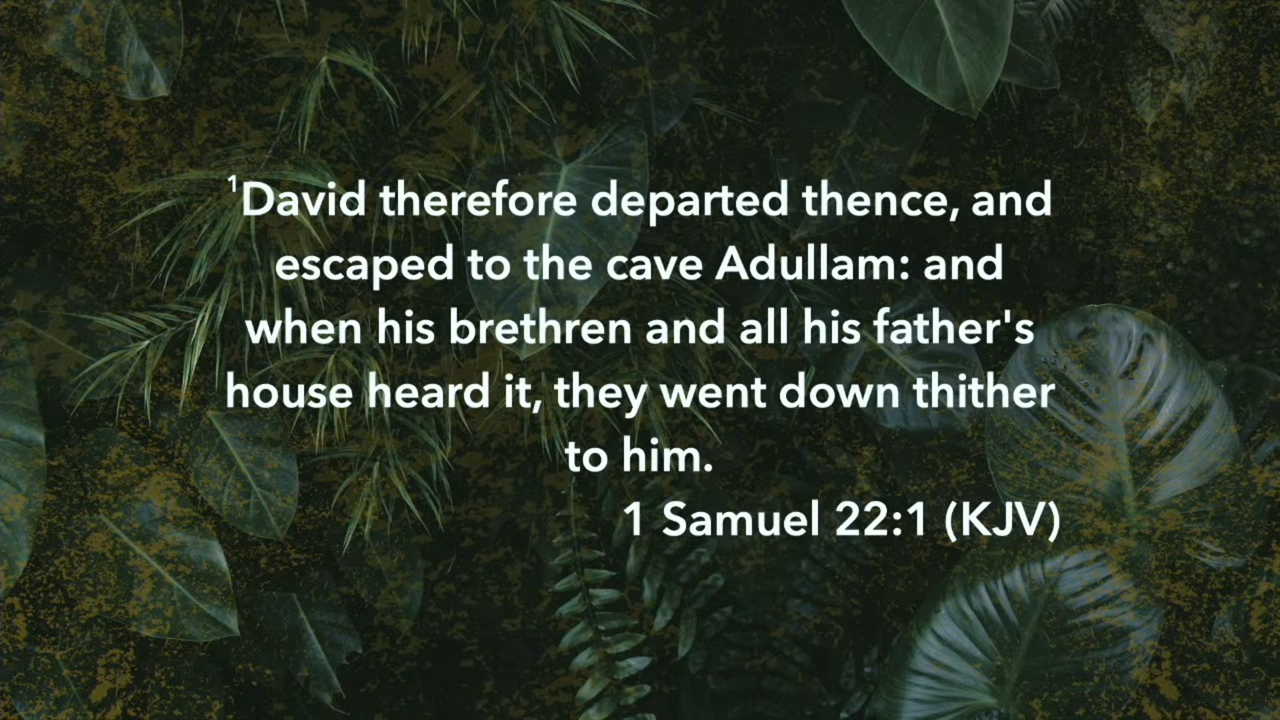 ¹David therefore departed thence, and
escaped to the cave Adullam: and
when his brethren and all his father's
house heard it, they went down thither
to him.
1 Samuel 22:1 (KJV)